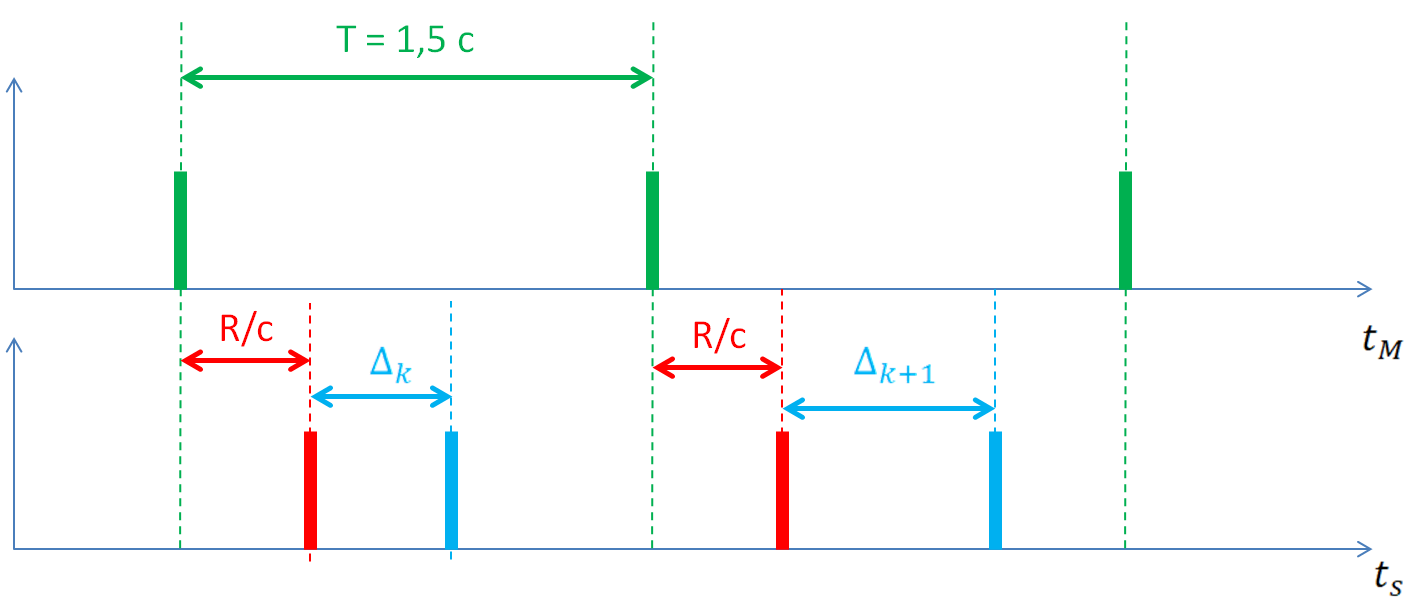 T = 1,5 с
R/c
R/c
t_M
Δ_k
Δ_{k+1}
t_s